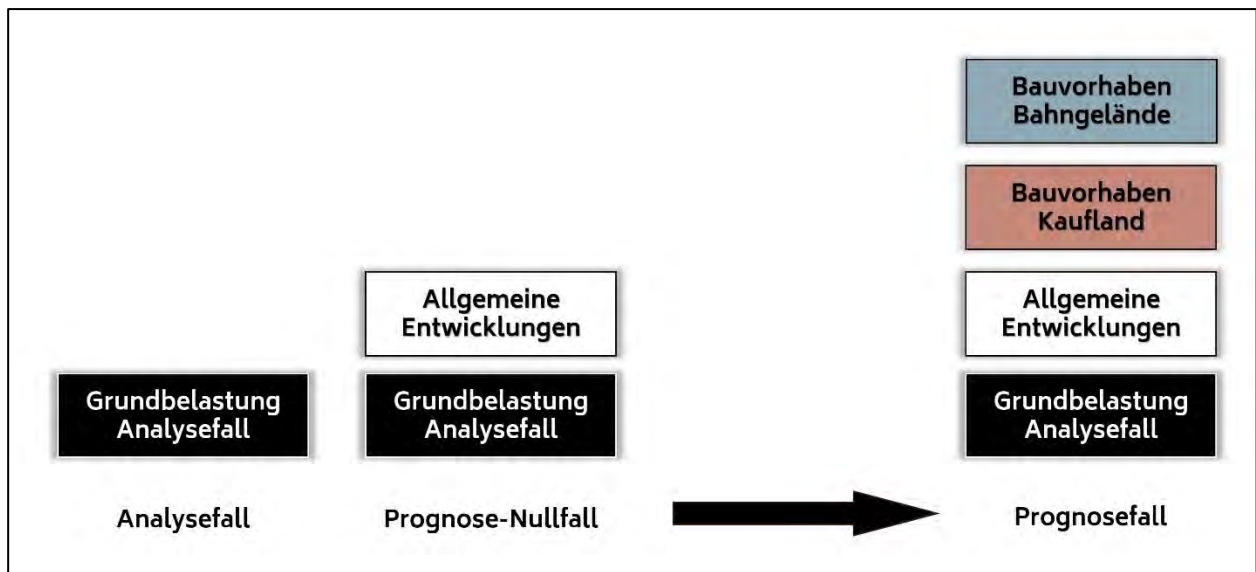 Bauvorhaben
Bahngelände
Bauvorhaben
Kaufland
Allgemeine
Entwicklungen
Allgemeine
Entwicklungen
Grundbelastung
Analysefall
Grundbelastung
Analysefall
Grundbelastung
Analysefall
Analysefall
Prognose-Nullfall
Prognosefall